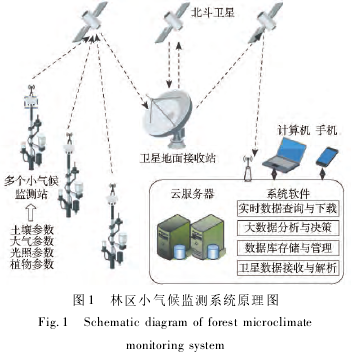 北斗卫星
计算机 手机
卫星地面接收站
多个小气候
监测站
土壤参数
大气参数
光照参数
植物参数
云服务器
系统软件
实时数据查询与下载
大数据分析与决策
数据库存储与管理
卫星数据接收与解析
图1 林区小气候监测系统原理图
Fig. 1 Schematic diagram of forest microclimate
monitoring system